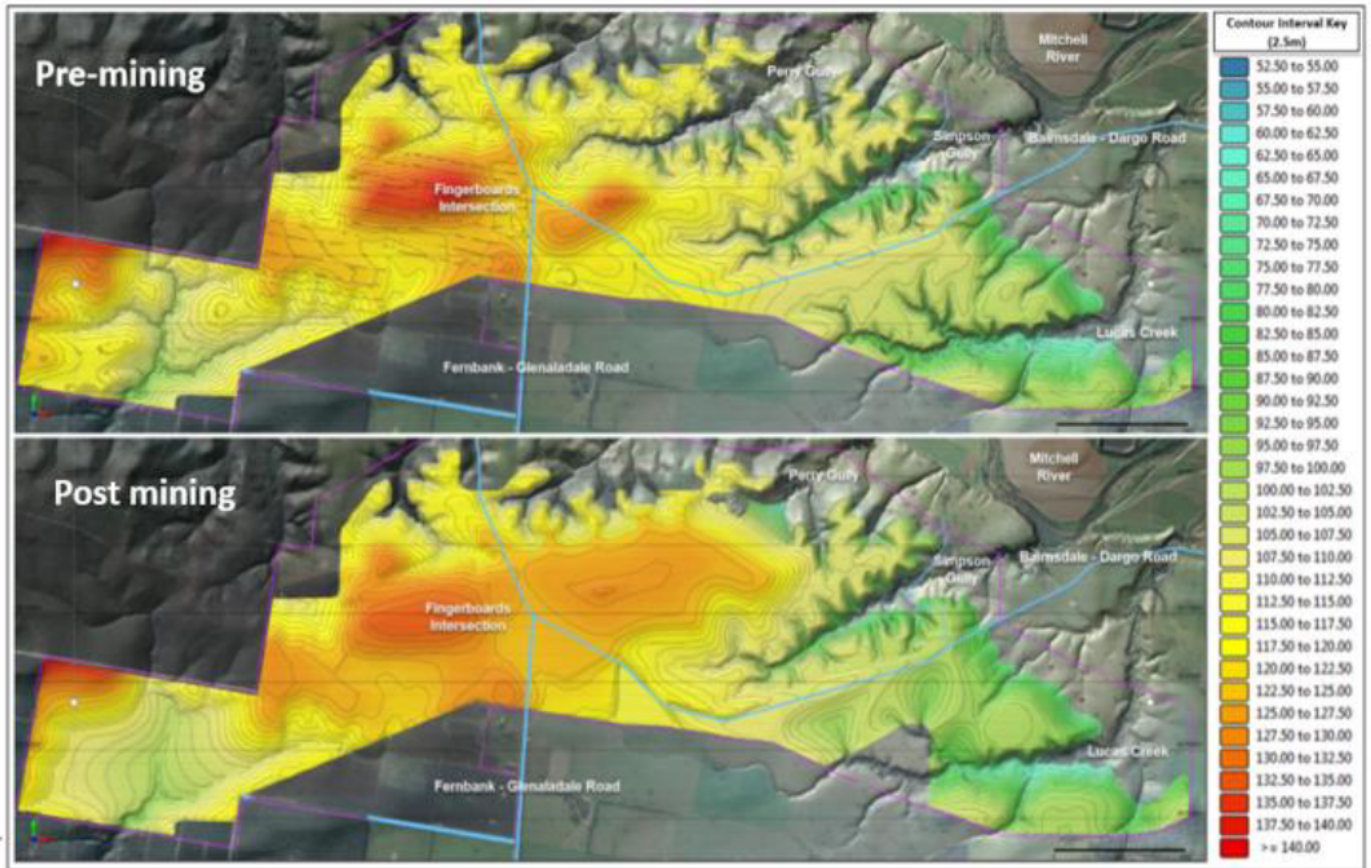 Pre-mining
Perry Gully
Mitchell
River
Simpson
Gully
Bairnsdale - Dargo Road
Fingerboards
Intersection
Lucas Creek
Fernbank - Glenaladale Road
Post mining
Perry Gully
Mitchell
River
Simpson
Gully
Bairnsdale - Dargo Road
Fingerboards
Intersection
Lucas Creek
Fernbank - Glenaladale Road
Contour Interval Key
(2.5m)
52.50 to 55.00
55.00 to 57.50
57.50 to 60.00
60.00 to 62.50
62.50 to 65.00
65.00 to 67.50
67.50 to 70.00
70.00 to 72.50
72.50 to 75.00
75.00 to 77.50
77.50 to 80.00
80.00 to 82.50
82.50 to 85.00
85.00 to 87.50
87.50 to 90.00
90.00 to 92.50
92.50 to 95.00
95.00 to 97.50
97.50 to 100.00
100.00 to 102.50
102.50 to 105.00
105.00 to 107.50
107.50 to 110.00
110.00 to 112.50
112.50 to 115.00
115.00 to 117.50
117.50 to 120.00
120.00 to 122.50
122.50 to 125.00
125.00 to 127.50
127.50 to 130.00
130.00 to 132.50
132.50 to 135.00
135.00 to 137.50
137.50 to 140.00
>= 140.00